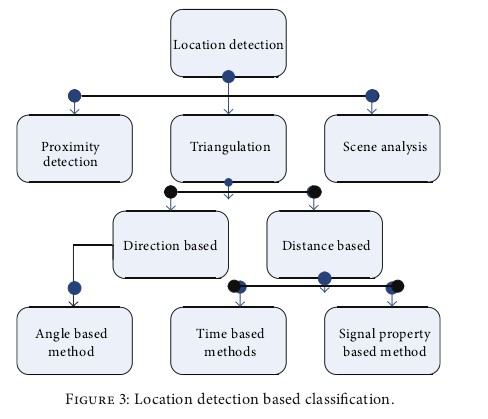 Location detection
Proximity
detection
Triangulation
Scene analysis
Direction based
Distance based
Angle based
method
Time based
methods
Signal property
based method
FIGURE 3: Location detection based classification.